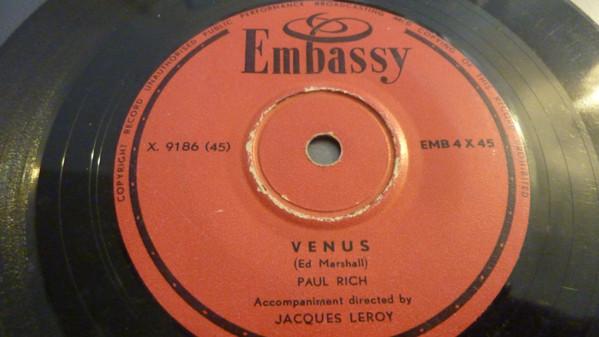 COPYRIGHT RECORD UNAUTHORISED PUBLIC PERFORMANCE BROADCASTING AND COPYING OF THIS RECORD PROHIBITED
Embassy
X. 9186 (45)
EMB 4 X 45
VENUS
(Ed Marshall)
PAUL RICH
Accompaniment directed by
JACQUES LEROY